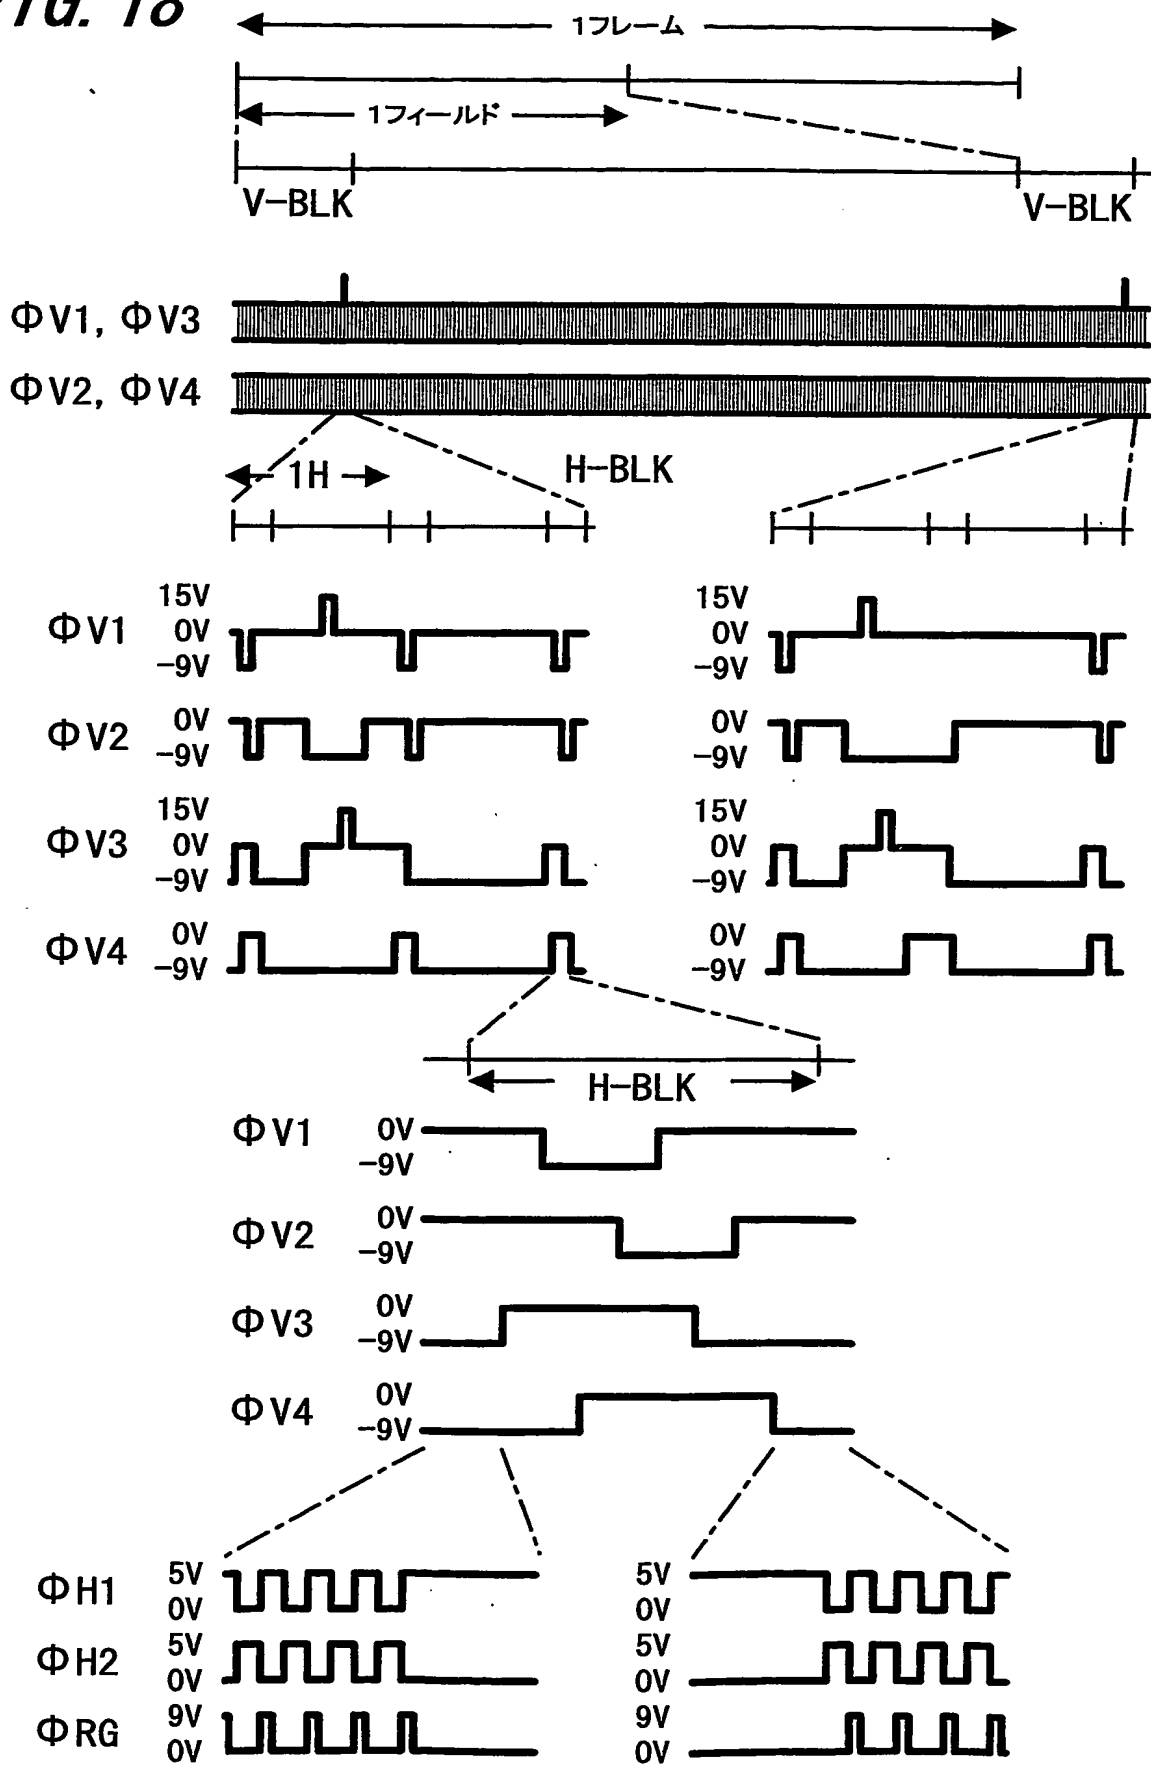 FIG. 18
1フレーム
1フィールド
V-BLK V-BLK
ΦV1, ΦV3
ΦV2, ΦV4
1H H-BLK
ΦV1 15V 0V -9V 15V 0V -9V
ΦV2 0V -9V 0V -9V
ΦV3 15V 0V -9V 15V 0V -9V
ΦV4 0V -9V 0V -9V
H-BLK
ΦV1 0V -9V
ΦV2 0V -9V
ΦV3 0V -9V
ΦV4 0V -9V
ΦH1 5V 0V 5V 0V
ΦH2 5V 0V 5V 0V
ΦRG 9V 0V 9V 0V